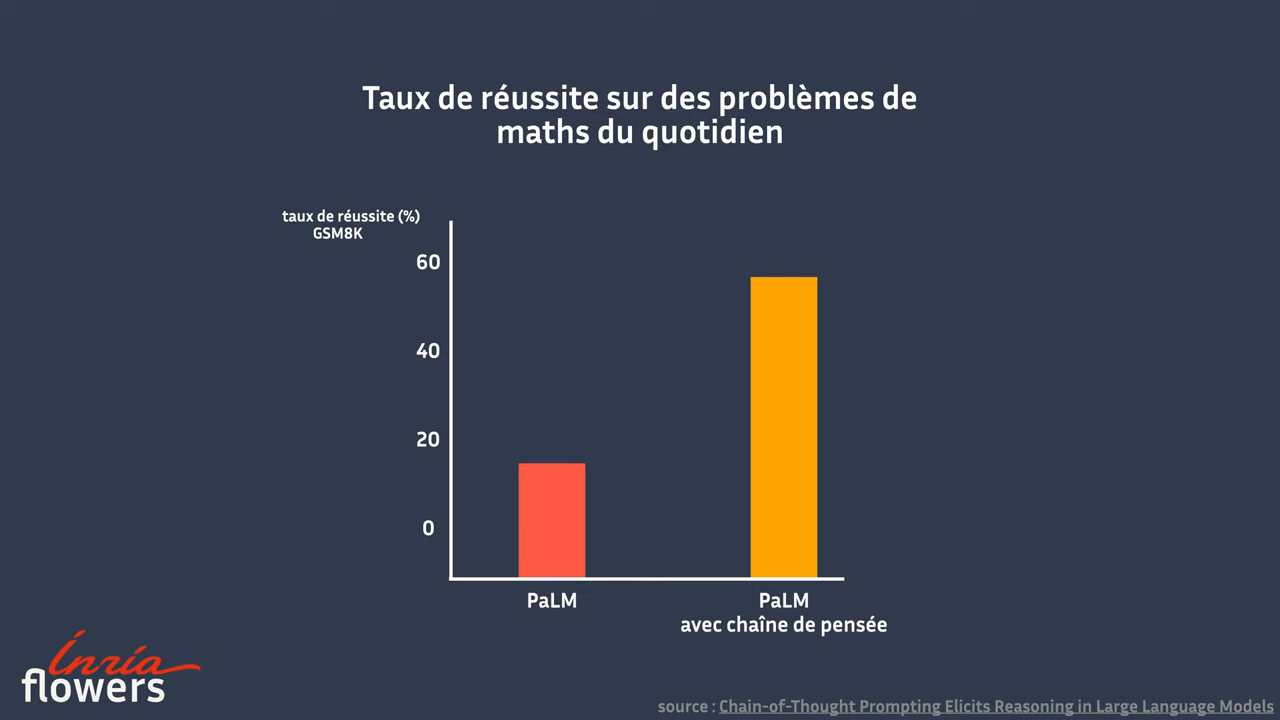 Taux de réussite sur des problèmes de
maths du quotidien
taux de réussite (%)
GSM8K
60
40
20
0
PaLM
PaLM
avec chaîne de pensée
Inria
flowers
source : Chain-of-Thought Prompting Elicits Reasoning in Large Language Models